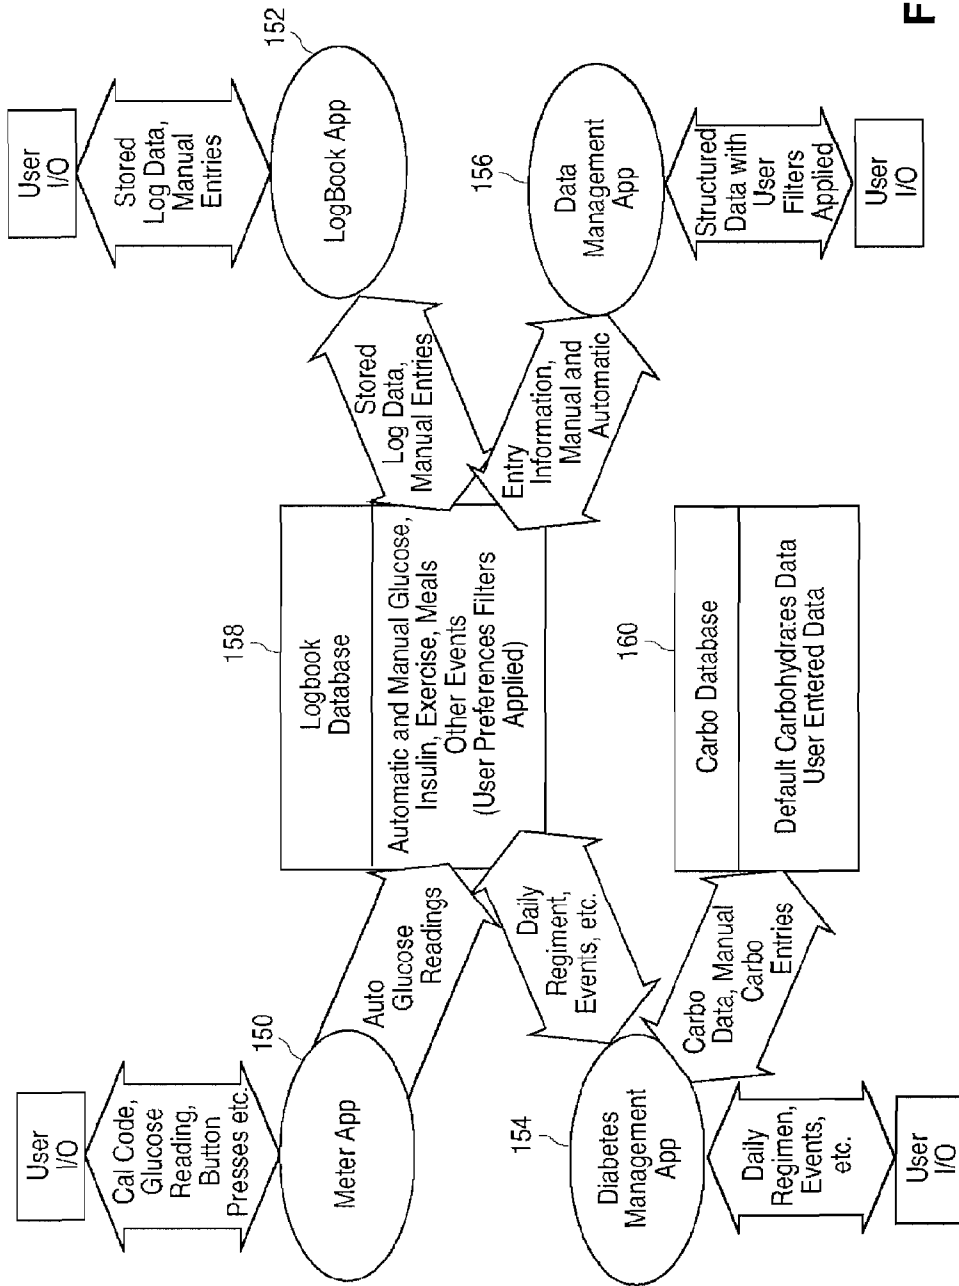 User
I/O
Cal Code,
Glucose
Reading,
Button
Presses etc.
150
Meter App
Auto
Glucose
Readings
158
Logbook
Database
Automatic and Manual Glucose,
Insulin, Exercise, Meals
Other Events
(User Preferences Filters
Applied)
User
I/O
Stored
Log Data,
Manual
Entries
152
LogBook App
Stored
Log Data,
Manual Entries
Daily
Regiment,
Events, etc.
Entry
Information,
Manual and
Automatic
154
Diabetes
Management
App
Carbo
Data, Manual
Carbo
Entries
160
Carbo Database
Default Carbohydrates Data
User Entered Data
156
Data
Management
App
Daily
Regimen,
Events,
etc.
User
I/O
Structured
Data with
User
Filters
Applied
User
I/O
F